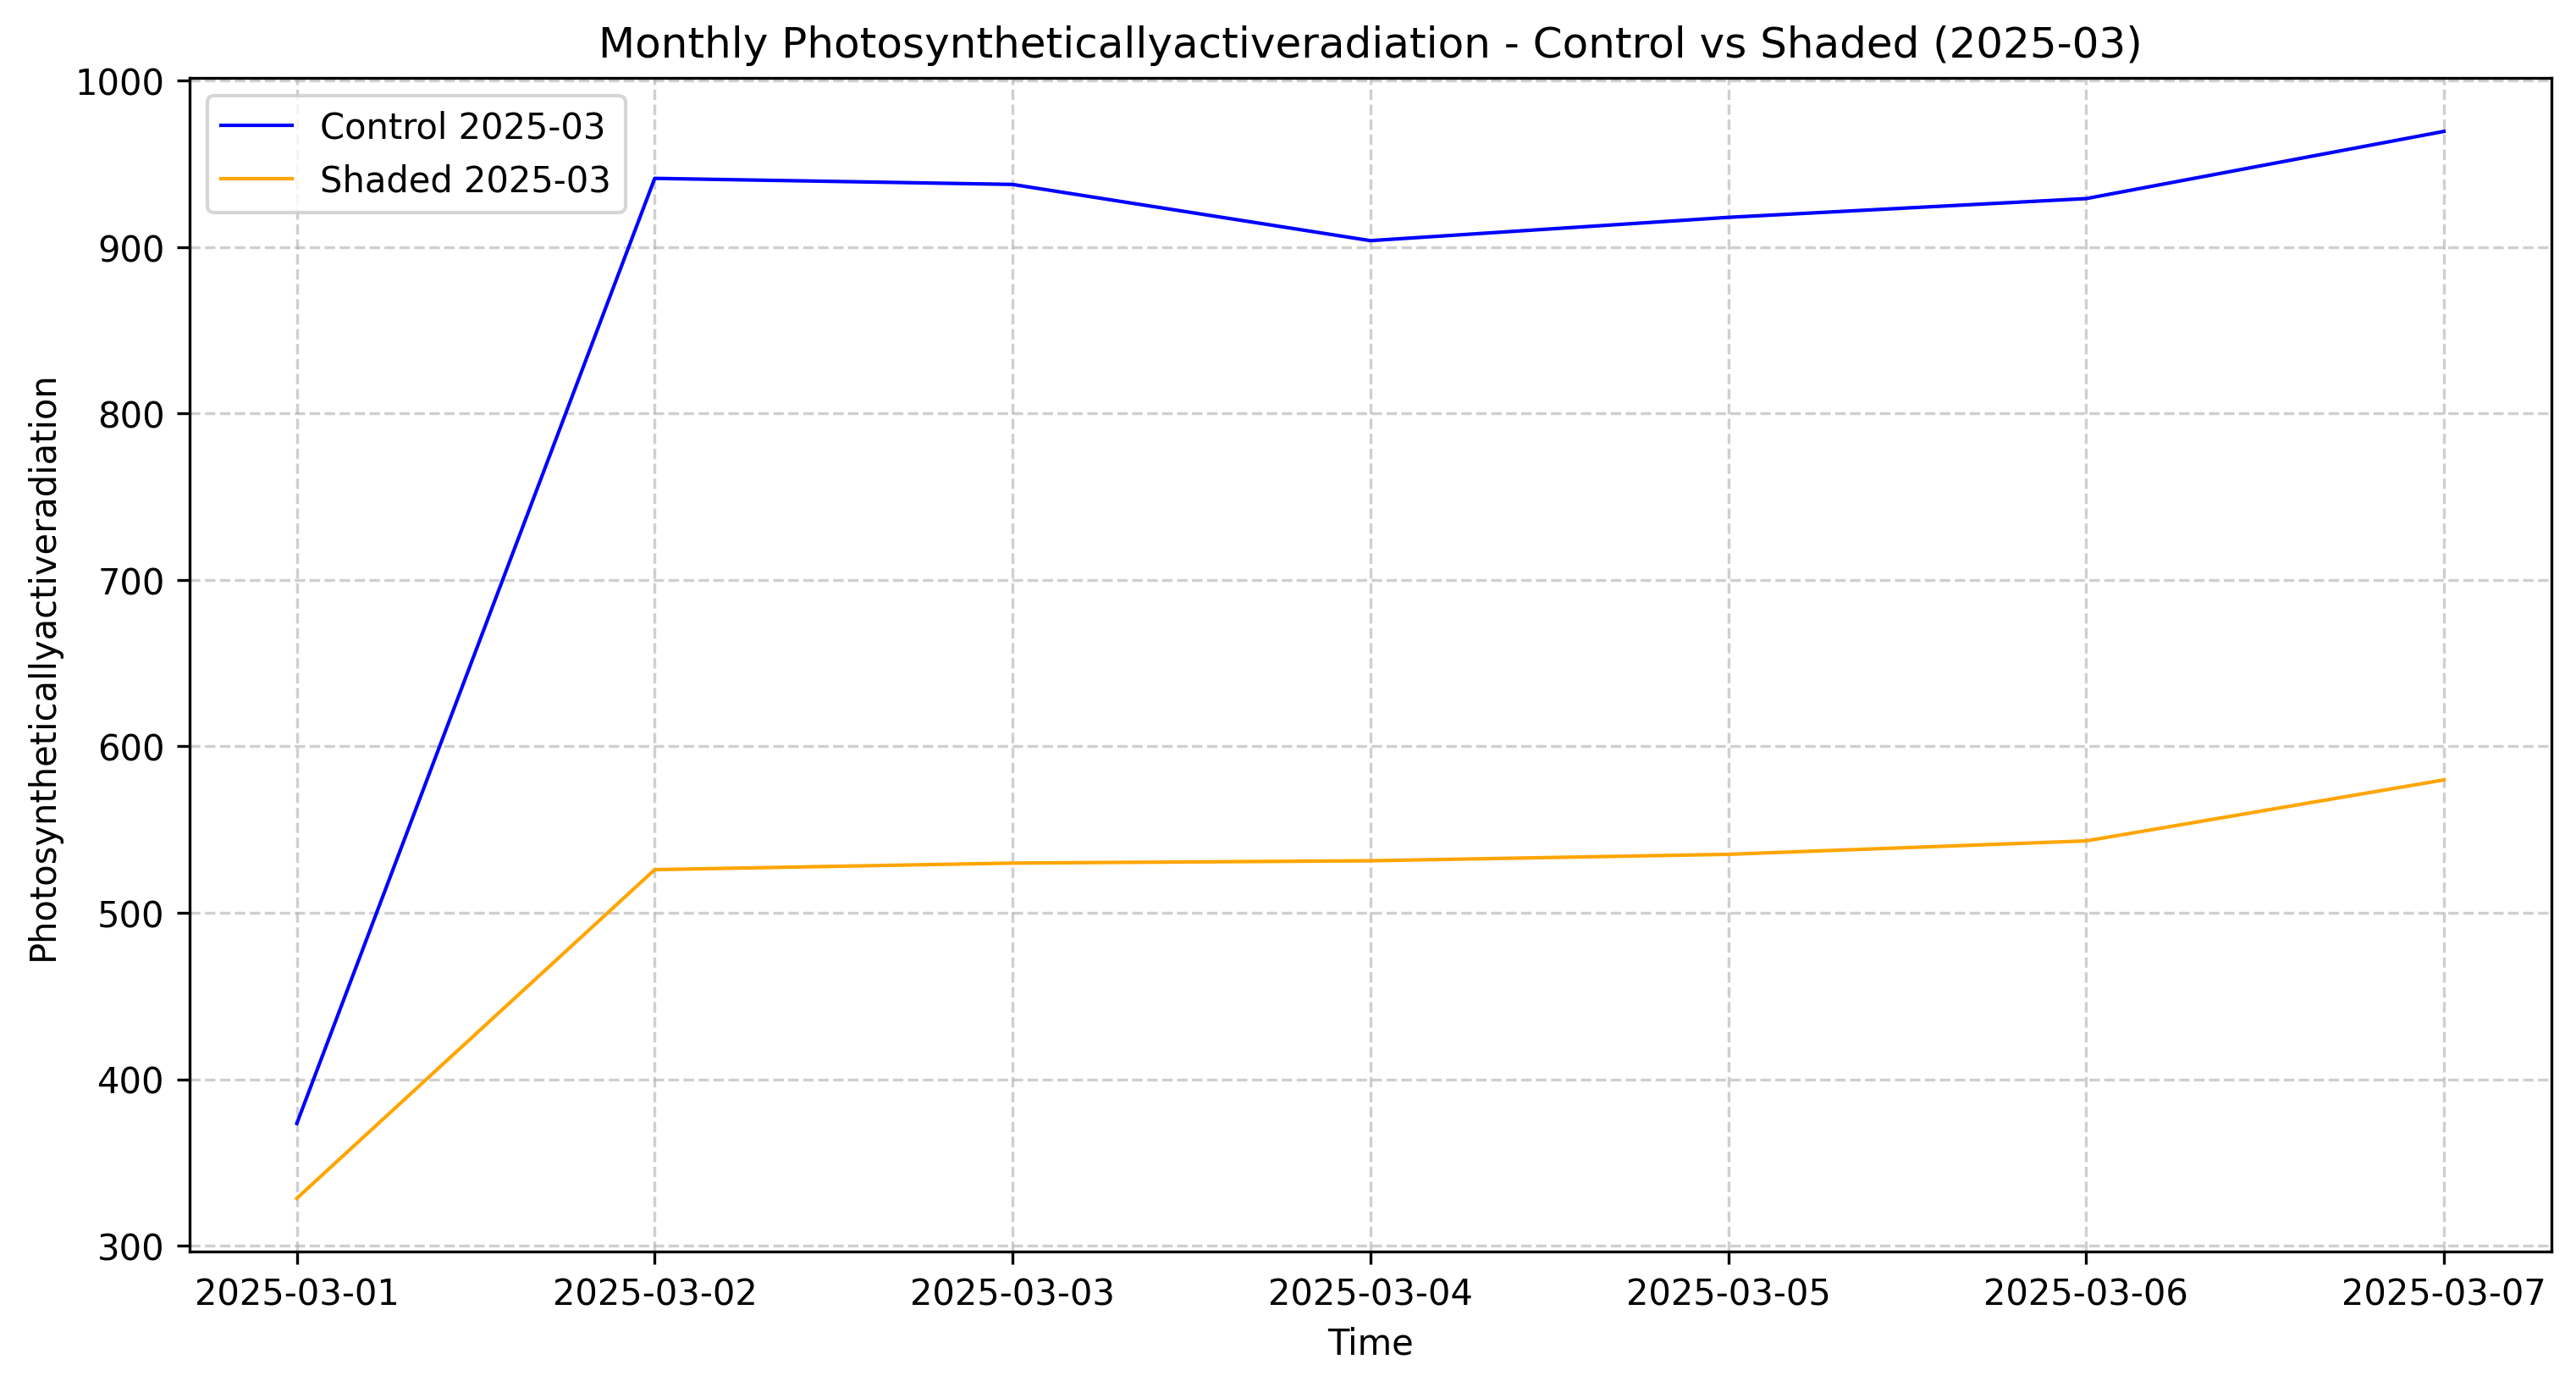 Monthly Photosyntheticallyactiveradiation - Control vs Shaded (2025-03)
Control 2025-03
Shaded 2025-03
Photosyntheticallyactiveradiation
1000
900
800
700
600
500
400
300
2025-03-01 2025-03-02 2025-03-03 2025-03-04 2025-03-05 2025-03-06 2025-03-07
Time